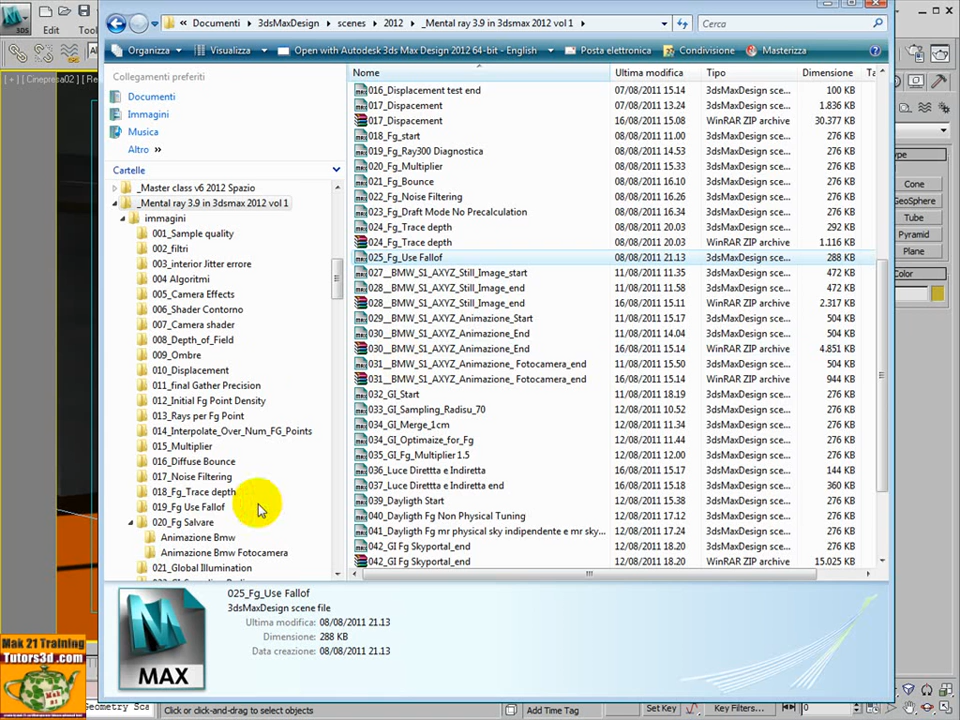 Documenti ▸ 3dsMaxDesign ▸ scenes ▸ 2012 ▸ _Mental ray 3.9 in 3dsmax 2012 vol 1 ▸
Cerca
3DS
Edit
Organizza
Visualizza
Open with Autodesk 3ds Max Design 2012 64-bit - English
Posta elettronica
Condivisione
Masterizza
[ + ] [ Cinepresa02 ] [ Re
Collegamenti preferiti
Documenti
Immagini
Musica
Altro »
Cartelle
_Master class v6 2012 Spazio
_Mental ray 3.9 in 3dsmax 2012 vol 1
immagini
001_Sample quality
002_filtri
003_interior Jitter errore
004 Algoritmi
005_Camera Effects
006_Shader Contorno
007_Camera shader
008_Depth_of_Field
009_Ombre
010_Displacement
011_final Gather Precision
012_Initial Fg Point Density
013_Rays per Fg Point
014_Interpolate_Over_Num_FG_Points
015_Multiplier
016_Diffuse Bounce
017_Noise Filtering
018_Fg_Trace depth
019_Fg Use Fallof
020_Fg Salvare
Animazione Bmw
Animazione Bmw Fotocamera
021_Global Illumination
Nome Ultima modifica Tipo Dimensione Ta
016_Displacement test end 07/08/2011 15.14 3dsMaxDesign sce... 100 KB
017_Dispacement 07/08/2011 13.24 3dsMaxDesign sce... 1.836 KB
017_Dispacement 16/08/2011 15.08 WinRAR ZIP archive 30.377 KB
018_Fg_start 08/08/2011 11.00 3dsMaxDesign sce... 276 KB
019_Fg_Ray300 Diagnostica 08/08/2011 14.53 3dsMaxDesign sce... 276 KB
020_Fg_Multiplier 08/08/2011 15.33 3dsMaxDesign sce... 276 KB
021_Fg_Bounce 08/08/2011 16.10 3dsMaxDesign sce... 276 KB
022_Fg_Noise Filtering 08/08/2011 16.26 3dsMaxDesign sce... 276 KB
023_Fg_Draft Mode No Precalculation 08/08/2011 16.34 3dsMaxDesign sce... 276 KB
024_Fg_Trace depth 08/08/2011 20.03 3dsMaxDesign sce... 292 KB
024_Fg_Trace depth 08/08/2011 20.03 WinRAR ZIP archive 1.116 KB
025_Fg_Use Fallof 08/08/2011 21.13 3dsMaxDesign sce... 288 KB
027__BMW_S1_AXYZ_Still_Image_start 11/08/2011 11.35 3dsMaxDesign sce... 472 KB
028__BMW_S1_AXYZ_Still_Image_end 11/08/2011 11.58 3dsMaxDesign sce... 472 KB
028__BMW_S1_AXYZ_Still_Image_end 16/08/2011 15.11 WinRAR ZIP archive 2.317 KB
029__BMW_S1_AXYZ_Animazione_Start 11/08/2011 15.17 3dsMaxDesign sce... 504 KB
030__BMW_S1_AXYZ_Animazione_End 11/08/2011 14.04 3dsMaxDesign sce... 504 KB
030__BMW_S1_AXYZ_Animazione_End 16/08/2011 15.14 WinRAR ZIP archive 4.851 KB
031__BMW_S1_AXYZ_Animazione_ Fotocamera_end 11/08/2011 15.50 3dsMaxDesign sce... 504 KB
031__BMW_S1_AXYZ_Animazione_ Fotocamera_end 16/08/2011 15.14 WinRAR ZIP archive 944 KB
032_GI_Start 11/08/2011 18.19 3dsMaxDesign sce... 276 KB
033_GI_Sampling_Radisu_70 12/08/2011 10.52 3dsMaxDesign sce... 276 KB
034_GI_Merge_1cm 12/08/2011 11.34 3dsMaxDesign sce... 276 KB
034_GI_Optimaize_for_Fg 12/08/2011 11.44 3dsMaxDesign sce... 276 KB
035_GI_Fg_Multiplier 1.5 12/08/2011 12.00 3dsMaxDesign sce... 276 KB
036_Luce Direttta e Indiretta 16/08/2011 15.17 3dsMaxDesign sce... 144 KB
037_Luce Direttta e Indiretta end 16/08/2011 15.18 3dsMaxDesign sce... 360 KB
039_Dayligth Start 12/08/2011 15.38 3dsMaxDesign sce... 276 KB
040_Dayligth Fg Non Physical Tuning 12/08/2011 17.12 3dsMaxDesign sce... 276 KB
041_Dayligth Fg mr physical sky indipendente e mr sky... 12/08/2011 17.24 3dsMaxDesign sce... 276 KB
042_GI Fg Skyportal_end 12/08/2011 18.20 3dsMaxDesign sce... 276 KB
042_GI Fg Skyportal_end 12/08/2011 18.20 WinRAR ZIP archive 15.025 KB
ype
Cone
GeoSphere
Tube
Pyramid
Plane
Color
MAX
025_Fg_Use Fallof
3dsMaxDesign scene file
Ultima modifica: 08/08/2011 21.13
Dimensione: 288 KB
Data creazione: 08/08/2011 21.13
Mak 21 Training
Tutors3d .com
Mak
21
Geometry Sca
Click or click-and-drag to select objects
Add Time Tag
Set Key
Key Filters...
0